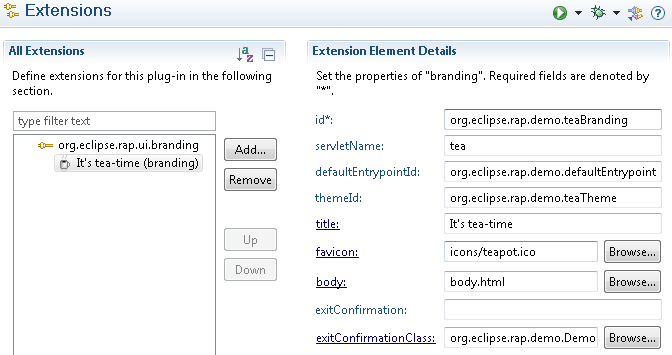 Extensions
All Extensions
Define extensions for this plug-in in the following
section.
type filter text
org.eclipse.rap.ui.branding
It's tea-time (branding)
Add...
Remove
Up
Down
Extension Element Details
Set the properties of "branding". Required fields are denoted by
"*".
id*: org.eclipse.rap.demo.teaBranding
servletName: tea
defaultEntrypointId: org.eclipse.rap.demo.defaultEntrypoint
themeId: org.eclipse.rap.demo.teaTheme
title: It's tea-time
favicon: icons/teapot.ico Browse...
body: body.html Browse...
exitConfirmation:
exitConfirmationClass: org.eclipse.rap.demo.Demo Browse...